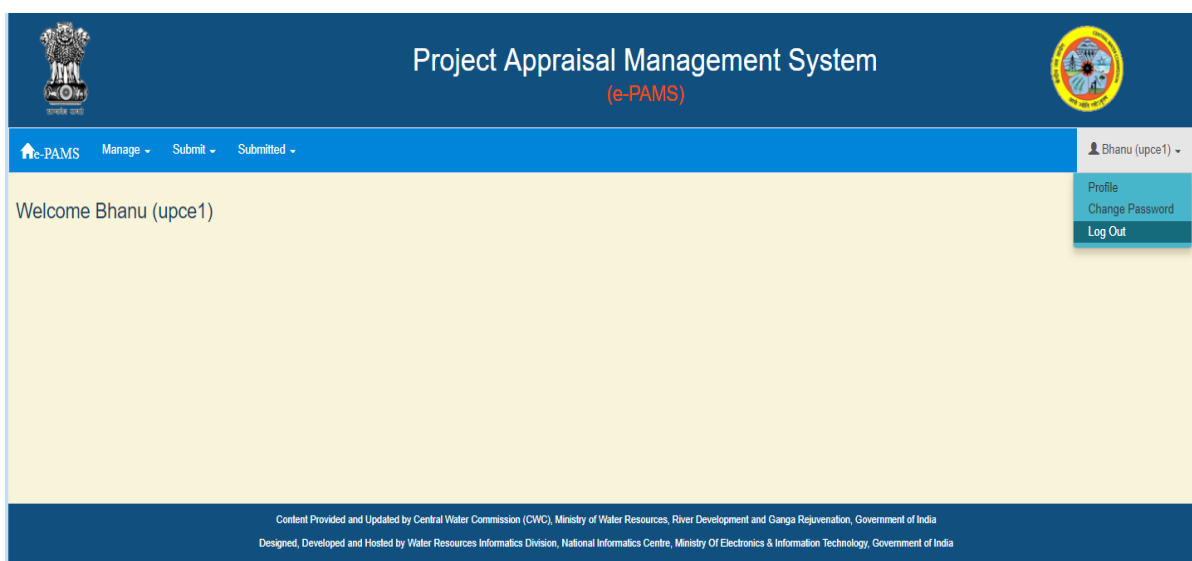 Project Appraisal Management System
(e-PAMS)
e-PAMS Manage Submit Submitted Bhanu (upce1)
Profile
Change Password
Log Out
Welcome Bhanu (upce1)
Content Provided and Updated by Central Water Commission (CWC), Ministry of Water Resources, River Development and Ganga Rejuvenation, Government of India
Designed, Developed and Hosted by Water Resources Informatics Division, National Informatics Centre, Ministry Of Electronics & Information Technology, Government of India